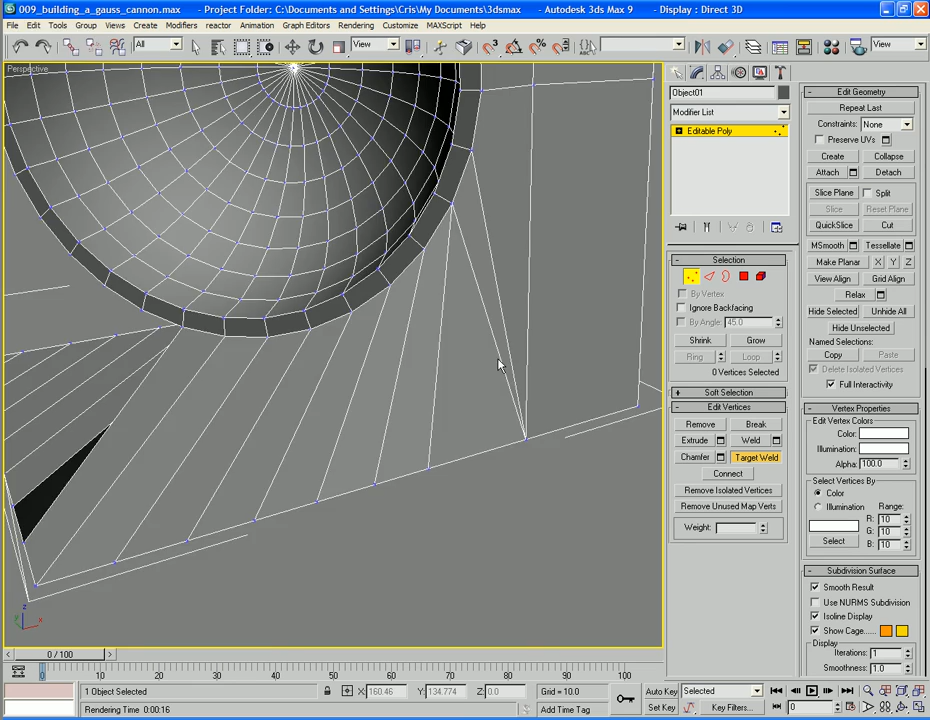 009_building_a_gauss_cannon.max - Project Folder: C:\Documents and Settings\Cris\My Documents\3dsmax - Autodesk 3ds Max 9 - Display : Direct 3D
File Edit Tools Group Views Create Modifiers reactor Animation Graph Editors Rendering Customize MAXScript Help
All View View
Perspective
Object01
Modifier List
Editable Poly
Selection
By Vertex
Ignore Backfacing
By Angle: 45.0
Shrink Grow
Ring Loop
0 Vertices Selected
Soft Selection
Edit Vertices
Remove Break
Extrude Weld
Chamfer Target Weld
Connect
Remove Isolated Vertices
Remove Unused Map Verts
Weight:
Edit Geometry
Repeat Last
Constraints: None
Preserve UVs
Create Collapse
Attach Detach
Slice Plane Split
Slice Reset Plane
QuickSlice Cut
MSmooth Tessellate
Make Planar X Y Z
View Align Grid Align
Relax
Hide Selected Unhide All
Hide Unselected
Named Selections:
Copy Paste
Delete Isolated Vertices
Full Interactivity
Vertex Properties
Edit Vertex Colors
Color:
Illumination:
Alpha: 100.0
Select Vertices By
Color
Illumination Range:
R: 10
G: 10
Select B: 10
Subdivision Surface
Smooth Result
Use NURMS Subdivision
Isoline Display
Show Cage......
Display
Iterations: 1
Smoothness: 1.0
z
y x
0 / 100
0 10 20 30 40 50 60 70 80 90 100
1 Object Selected X: 160.46 Y: 134.774 Z: 0.0 Grid = 10.0 Auto Key Selected
Rendering Time 0:00:16 Add Time Tag Set Key Key Filters... 0